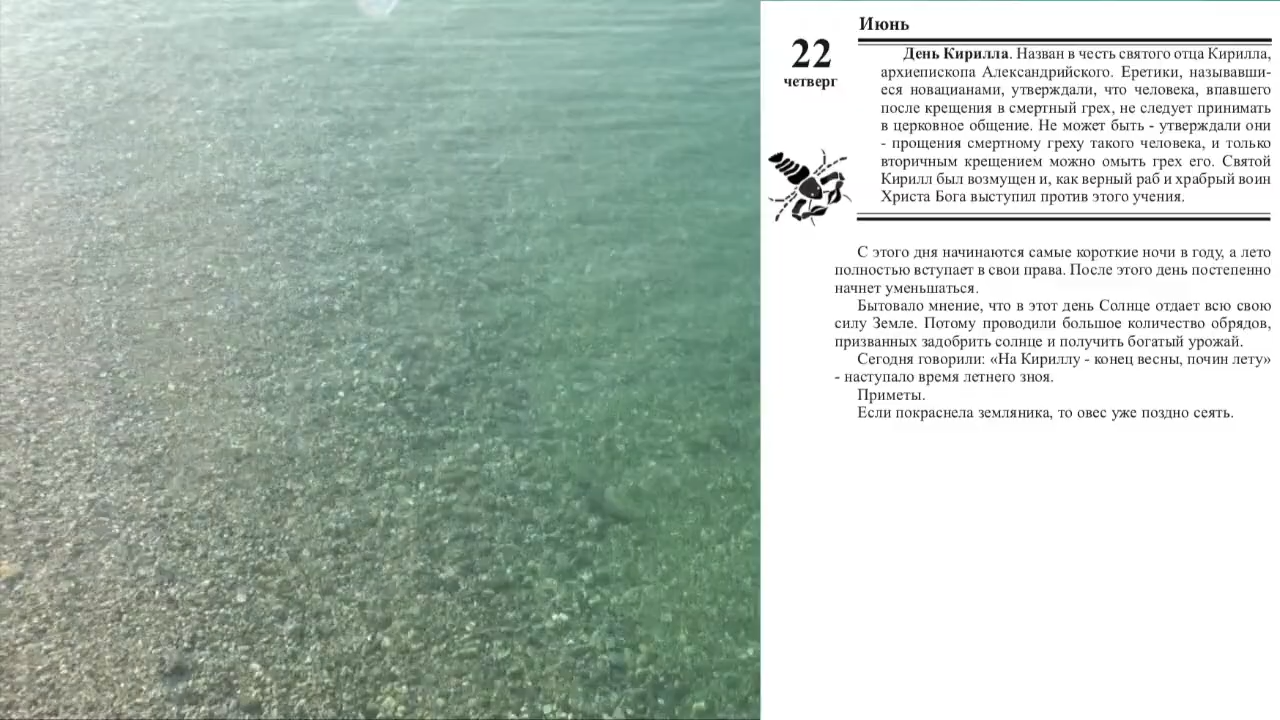 Июнь
22
четверг
День Кирилла. Назван в честь святого отца Кирилла,
архиепископа Александрийского. Еретики, называвши-
еся новацианами, утверждали, что человека, впавшего
после крещения в смертный грех, не следует принимать
в церковное общение. Не может быть - утверждали они
- прощения смертному греху такого человека, и только
вторичным крещением можно омыть грех его. Святой
Кирилл был возмущен и, как верный раб и храбрый воин
Христа Бога выступил против этого учения.
С этого дня начинаются самые короткие ночи в году, а лето
полностью вступает в свои права. После этого день постепенно
начнет уменьшаться.
Бытовало мнение, что в этот день Солнце отдает всю свою
силу Земле. Потому проводили большое количество обрядов,
призванных задобрить солнце и получить богатый урожай.
Сегодня говорили: «На Кириллу - конец весны, почин лету»
- наступало время летнего зноя.
Приметы.
Если покраснела земляника, то овес уже поздно сеять.